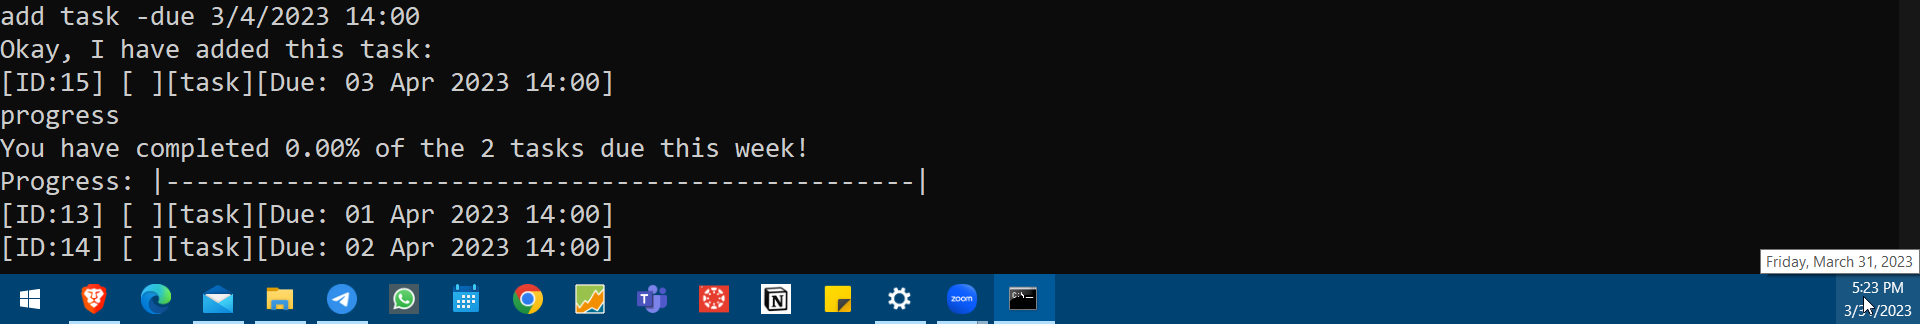 add task -due 3/4/2023 14:00
Okay, I have added this task:
[ID:15] [ ][task][Due: 03 Apr 2023 14:00]
progress
You have completed 0.00% of the 2 tasks due this week!
Progress: |--------------------------------------------------|
[ID:13] [ ][task][Due: 01 Apr 2023 14:00]
[ID:14] [ ][task][Due: 02 Apr 2023 14:00]
Friday, March 31, 2023
T
N
zoom
C:\_
5:23 PM
3/31/2023